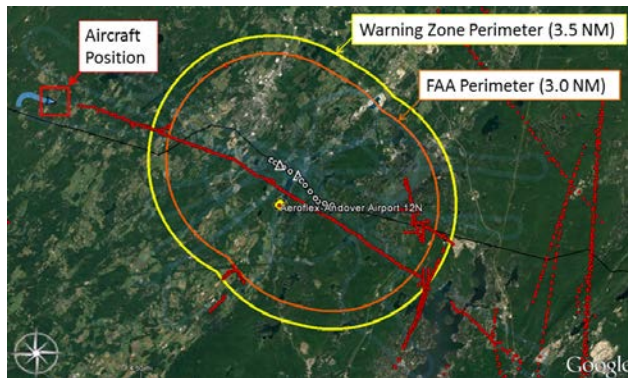 Aircraft
Position
Warning Zone Perimeter (3.5 NM)
FAA Perimeter (3.0 NM)
Aeroflex-Andover Airport 12N
Google